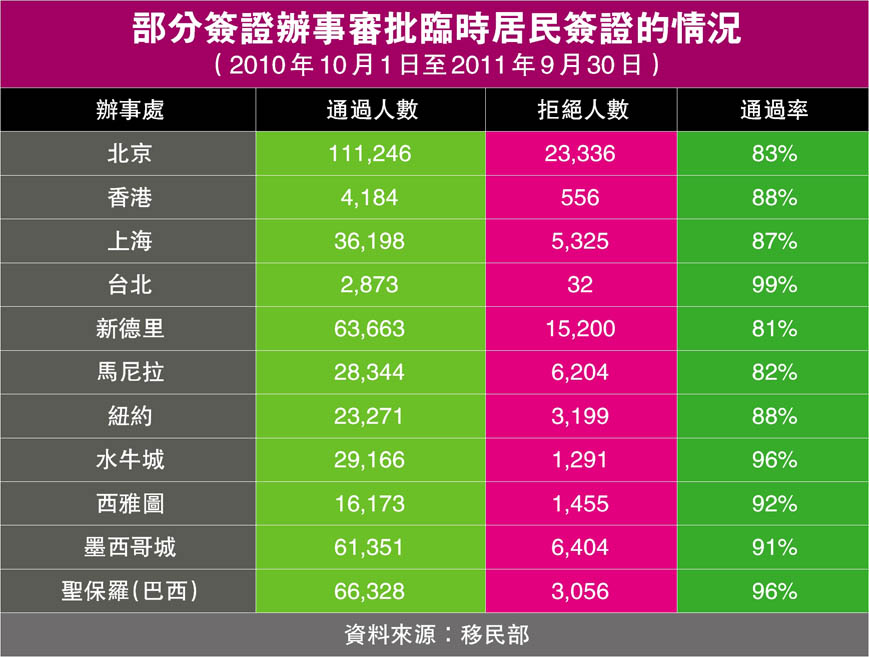 部分簽證辦事審批臨時居民簽證的情況
(2010年10月1日至2011年9月30日)
辦事處 通過人數 拒絕人數 通過率
北京 111,246 23,336 83%
香港 4,184 556 88%
上海 36,198 5,325 87%
台北 2,873 32 99%
新德里 63,663 15,200 81%
馬尼拉 28,344 6,204 82%
紐約 23,271 3,199 88%
水牛城 29,166 1,291 96%
西雅圖 16,173 1,455 92%
墨西哥城 61,351 6,404 91%
聖保羅(巴西) 66,328 3,056 96%
資料來源:移民部